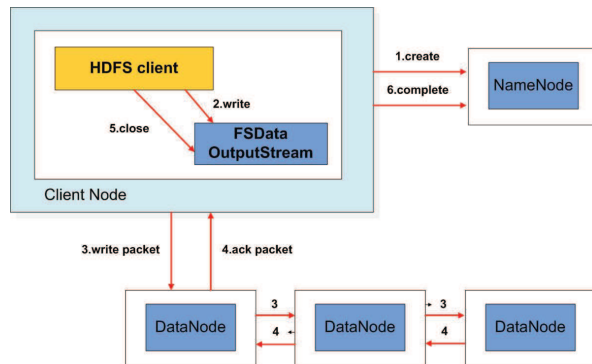 HDFS client
1.create
NameNode
2.write
6.complete
5.close
FSData
OutputStream
Client Node
3.write packet
4.ack packet
3
3
DataNode
DataNode
DataNode
4
4